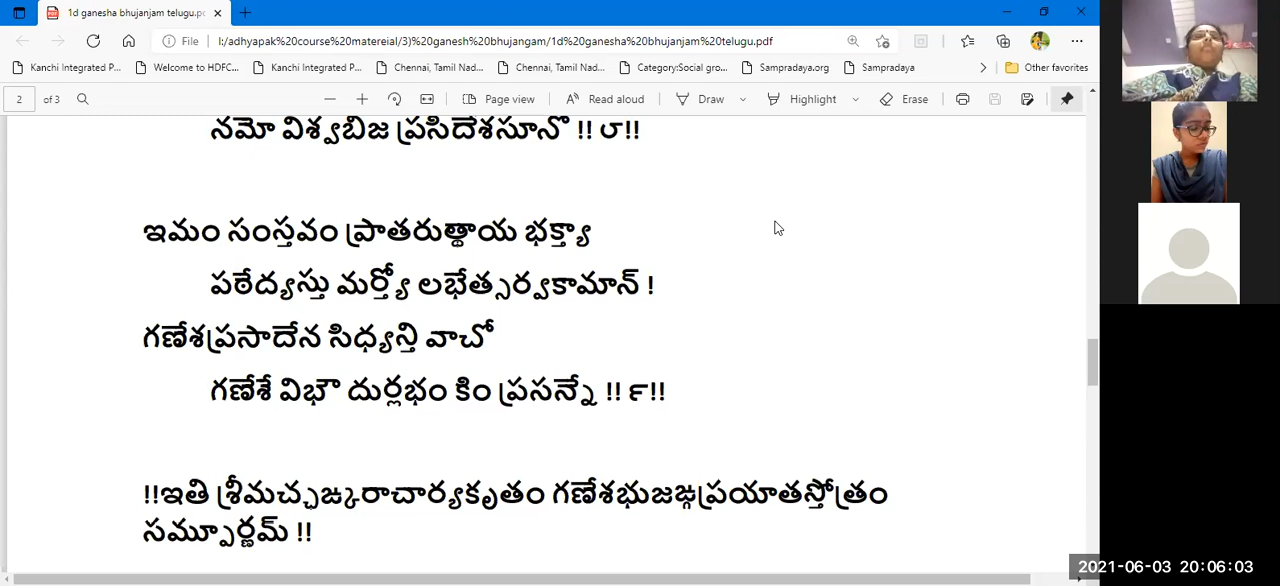 1d ganesha bhujanjam telugu.pc
File
I:/adhyapak%20course%20matereial/3)%20ganesh%20bhujangam/1d%20ganesha%20bhujanjam%20telugu.pdf
Kanchi Integrated P... Welcome to HDFC... Kanchi Integrated P... Chennai, Tamil Nad... Chennai, Tamil Nad... Category:Social gro... Sampradaya.org Sampradaya Other favorites
2 of 3 Page view Read aloud Draw Highlight Erase
నమో విశ్వబిజ ప్రసిదేశసూనో !! ౮!!
ఇమం సంస్తవం ప్రాతరుత్థాయ భక్త్యా
పఠేద్యస్తు మర్త్యో లభేత్సర్వకామాన్ !
గణేశప్రసాదేన సిధ్యన్తి వాచో
గణేశే విభౌ దుర్లభం కిం ప్రసన్నే !! ౯!!
!!ఇతి శ్రీమచ్ఛఙ్కరాచార్యకృతం గణేశభుజఙ్గప్రయాతస్తోత్రం
సమ్పూర్ణమ్ !!
2021-06-03 20:06:03